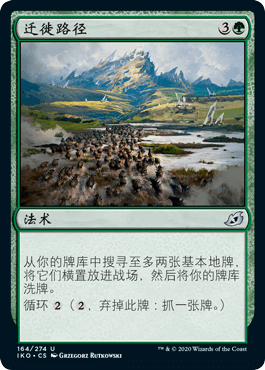 迁徙路径 3
法术
从你的牌库中搜寻至多两张基本地牌，
将它们横置放进战场，然后将你的牌库
洗牌。
循环 2（2，弃掉此牌：抓一张牌。）
164/274 U
IKO • CS Grzegorz Rutkowski
™ & © 2020 Wizards of the Coast